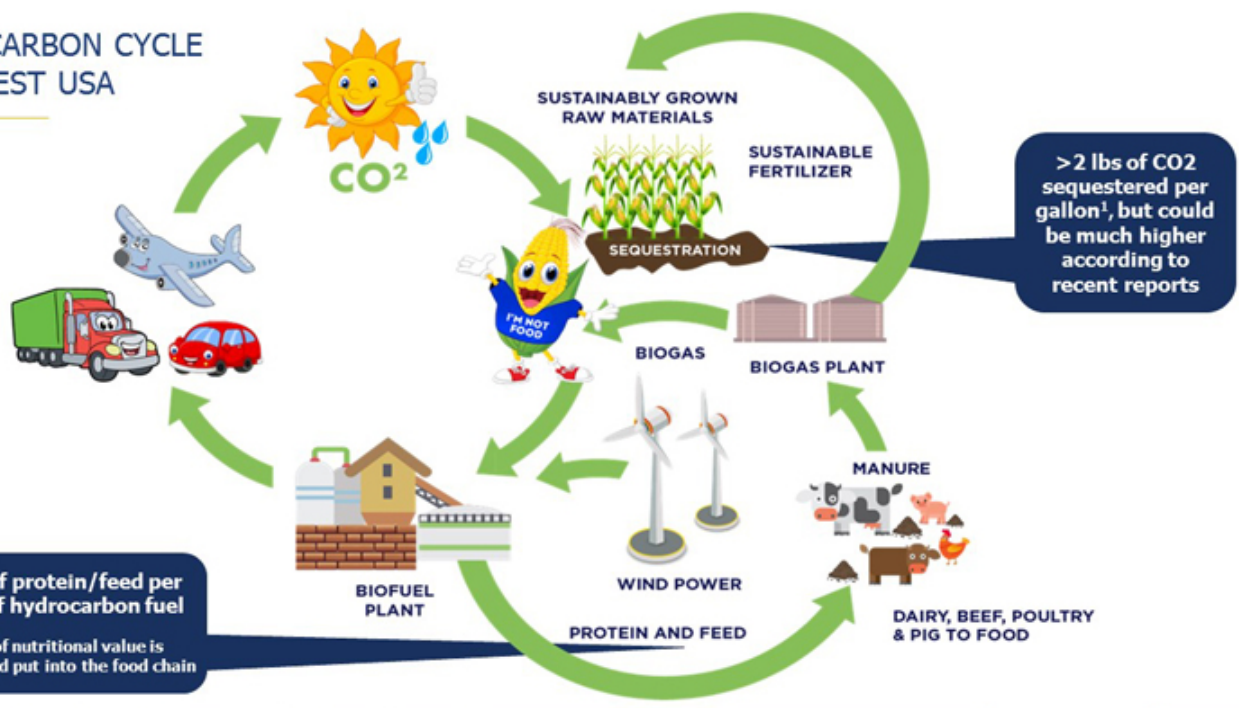 CARBON CYCLE
EST USA
CO²
SUSTAINABLY GROWN
RAW MATERIALS
SUSTAINABLE
FERTILIZER
SEQUESTRATION
>2 lbs of CO2
sequestered per
gallon¹, but could
be much higher
according to
recent reports
I'M NOT
FOOD
BIOGAS
BIOGAS PLANT
MANURE
WIND POWER
BIOFUEL
PLANT
PROTEIN AND FEED
DAIRY, BEEF, POULTRY
& PIG TO FOOD
f protein/feed per
f hydrocarbon fuel
of nutritional value is
d put into the food chain